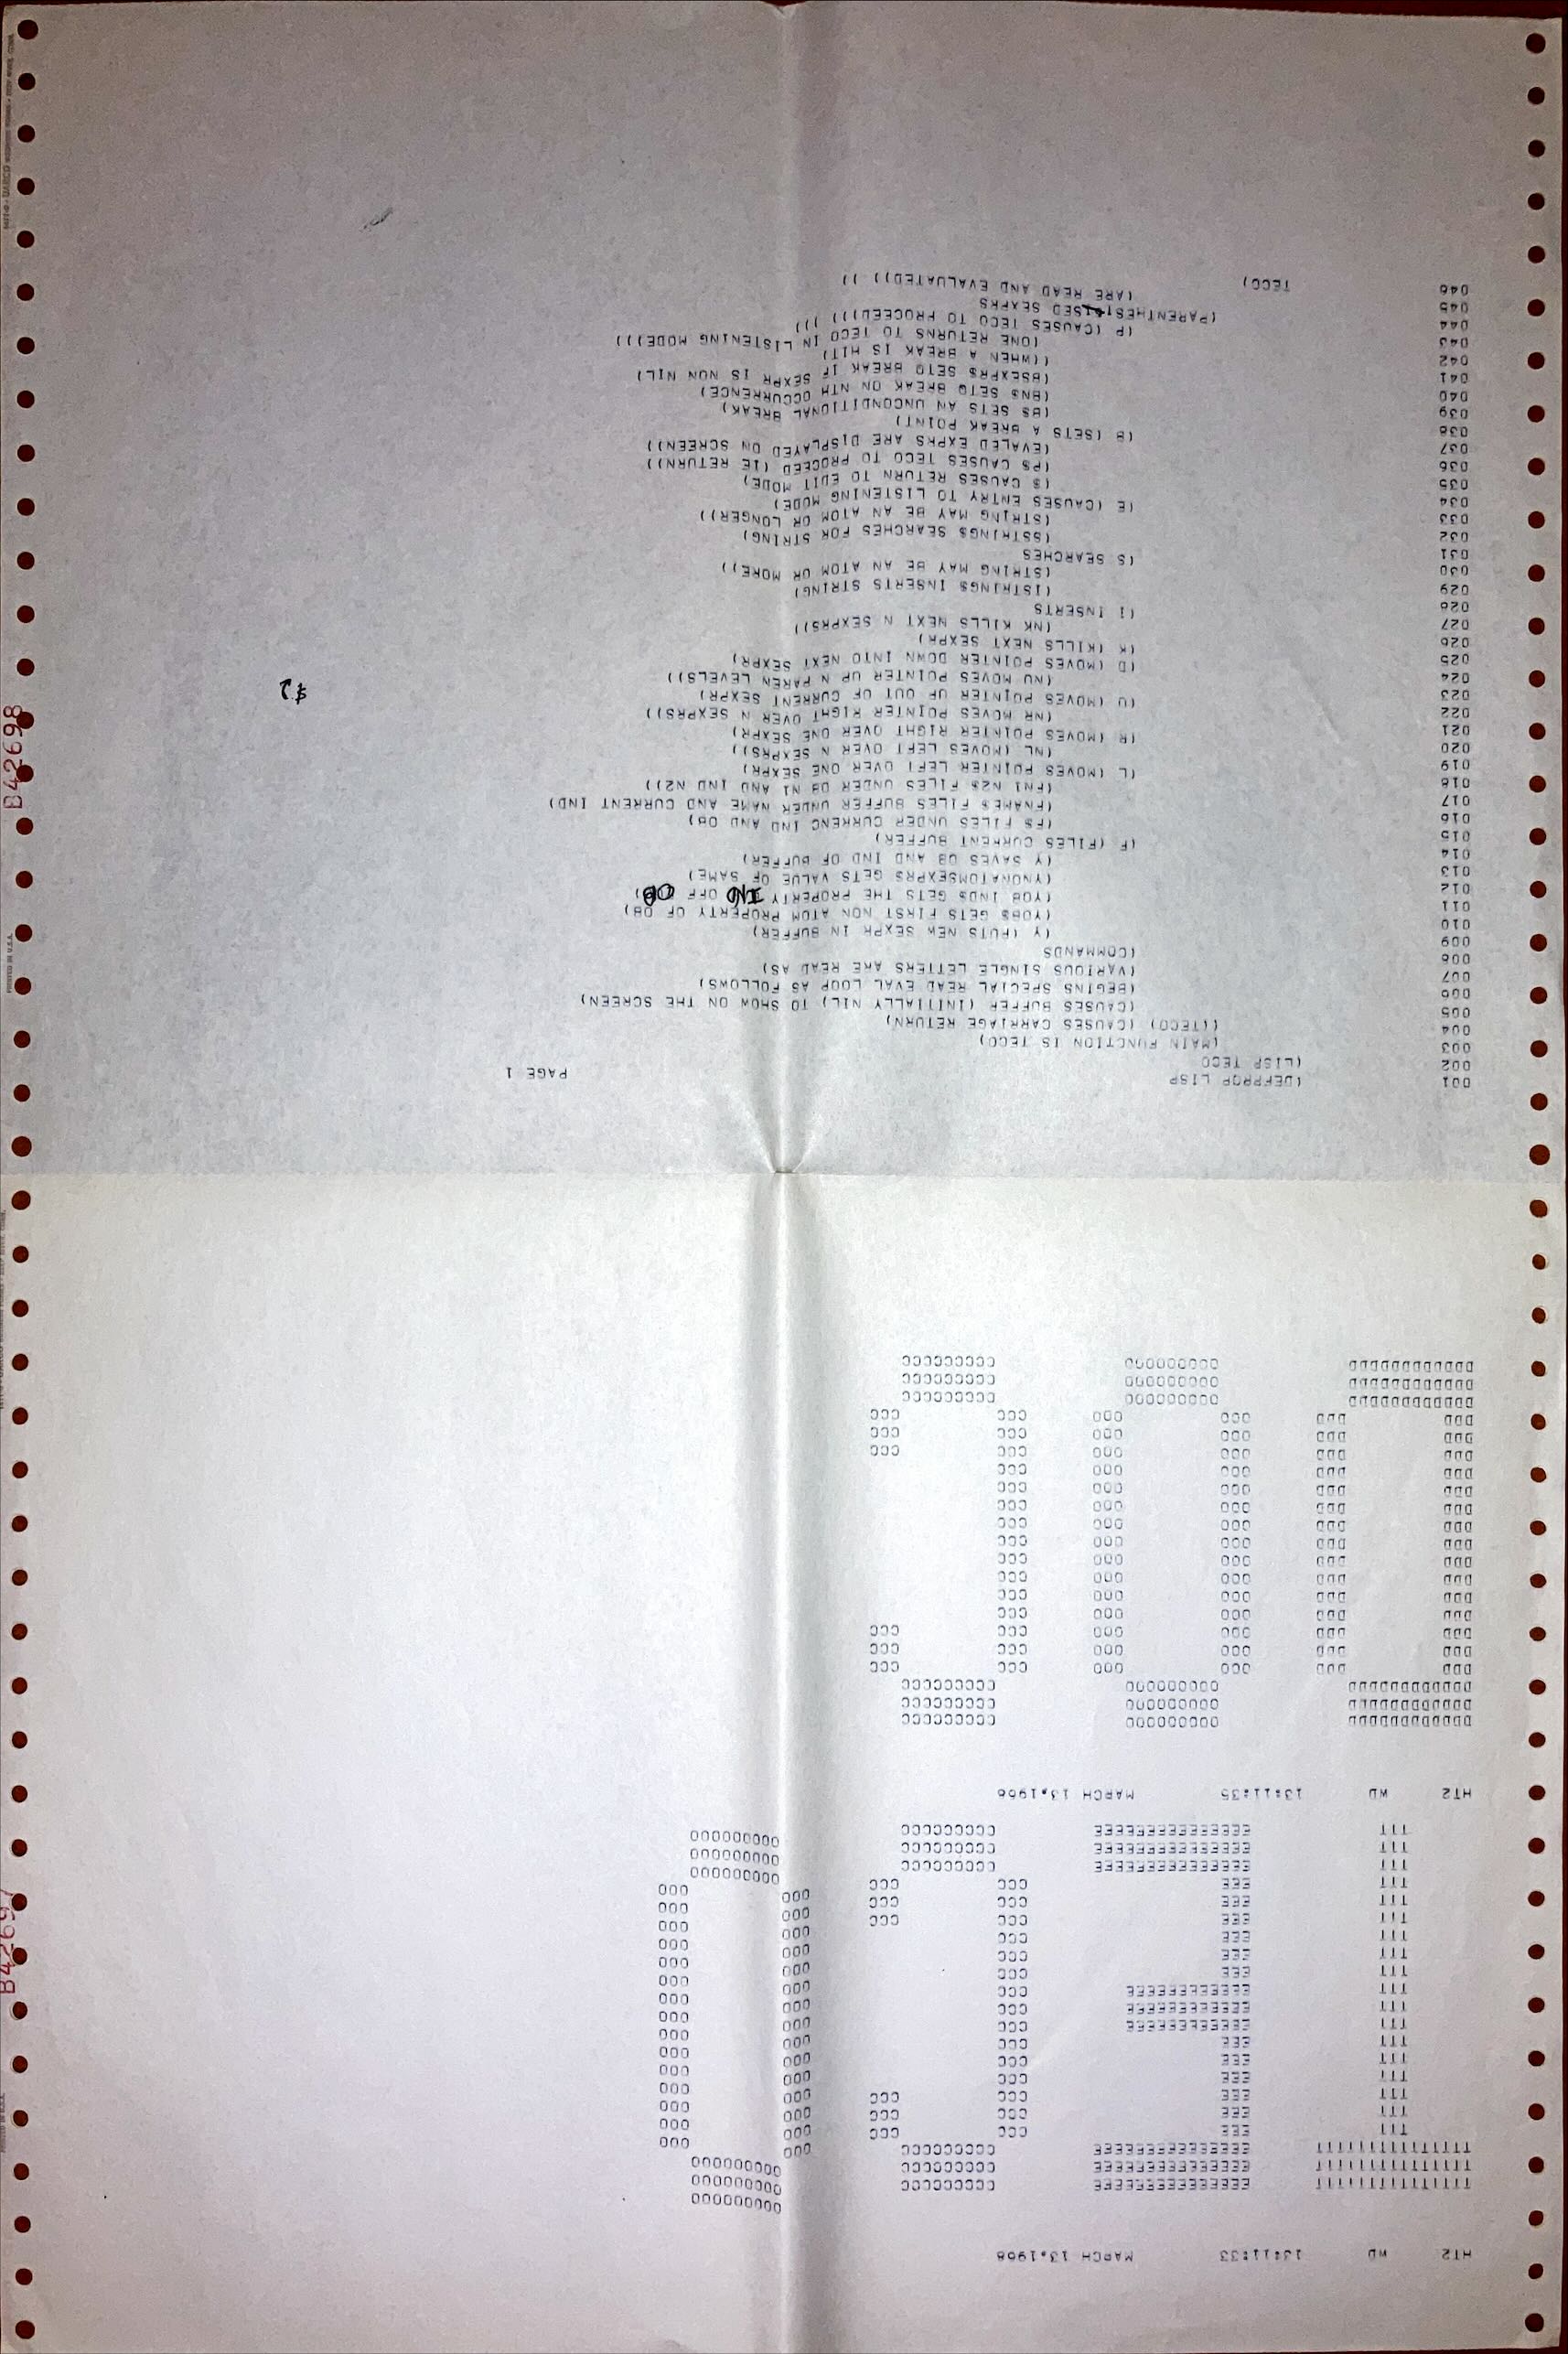 HT2 WD 13:11:33 MARCH 13,1968
TECO
HT2 WD 13:11:35 MARCH 13,1968
DOC
001 (DEFPROP LISP PAGE 1
002 (LISP TECO
003 (MAIN FUNCTION IS TECO)
004 ((TECO) (CAUSES CARRIAGE RETURN)
005 (CAUSES BUFFER (INITIALLY NIL) TO SHOW ON THE SCREEN)
006 (BEGINS SPECIAL READ EVAL LOOP AS FOLLOWS)
007 (VARIOUS SINGLE LETTERS ARE READ AS)
008 (COMMANDS
009 (Y (PUTS NEW SEXPR IN BUFFER)
010 (YOB$ GETS FIRST NON ATOM PROPERTY OF OB)
011 (YOB IND$ GETS THE PROPERTY IND OFF OB)
012 (YNONATOMSEXPR$ GETS VALUE OF SAME)
013 (Y SAVES OB AND IND OF BUFFER)
014 (F (FILES CURRENT BUFFER)
015 (F$ FILES UNDER CURRENC IND AND OB)
016 (FNAME$ FILES BUFFER UNDER NAME AND CURRENT IND)
017 (FN1 N2$ FILES UNDER OB N1 AND IND N2))
018 (L (MOVES POINTER LEFT OVER ONE SEXPR)
019 (NL (MOVES LEFT OVER N SEXPRS))
020 (R (MOVES POINTER RIGHT OVER ONE SEXPR)
021 (NR MOVES POINTER RIGHT OVER N SEXPRS))
022 (U (MOVES POINTER UP OUT OF CURRENT SEXPR)
023 (NU MOVES POINTER UP N PAREN LEVELS))
024 (D (MOVES POINTER DOWN INTO NEXT SEXPR)
025 (K (KILLS NEXT SEXPR)
026 (NK KILLS NEXT N SEXPRS))
027 (I INSERTS
028 (ISTRING$ INSERTS STRING)
029 (STRING MAY BE AN ATOM OR MORE))
030 (S SEARCHES
031 (SSTRING$ SEARCHES FOR STRING)
032 (STRING MAY BE AN ATOM OR LONGER))
033 (E (CAUSES ENTRY TO LISTENING MODE)
034 ($ CAUSES RETURN TO EDIT MODE)
035 (P$ CAUSES TECO TO PROCEED (IE RETURN))
036 (EVALED EXPRS ARE DISPLAYED ON SCREEN))
037 (B (SETS A BREAK POINT)
038 (B$ SETS AN UNCONDITIONAL BREAK)
039 (BN$ SETQ BREAK ON NTH OCCURRENCE)
040 (BSEXPR$ SETQ BREAK IF SEXPR IS NON NIL)
041 ((WHEN A BREAK IS HIT)
042 (ONE RETURNS TO TECO IN LISTENING MODE)))
043 (P (CAUSES TECO TO PROCEED))) ))
044 (PARENTHESISED SEXPRS
045 (ARE READ AND EVALUATED)) ))
046 TECO)
B42697
B42698